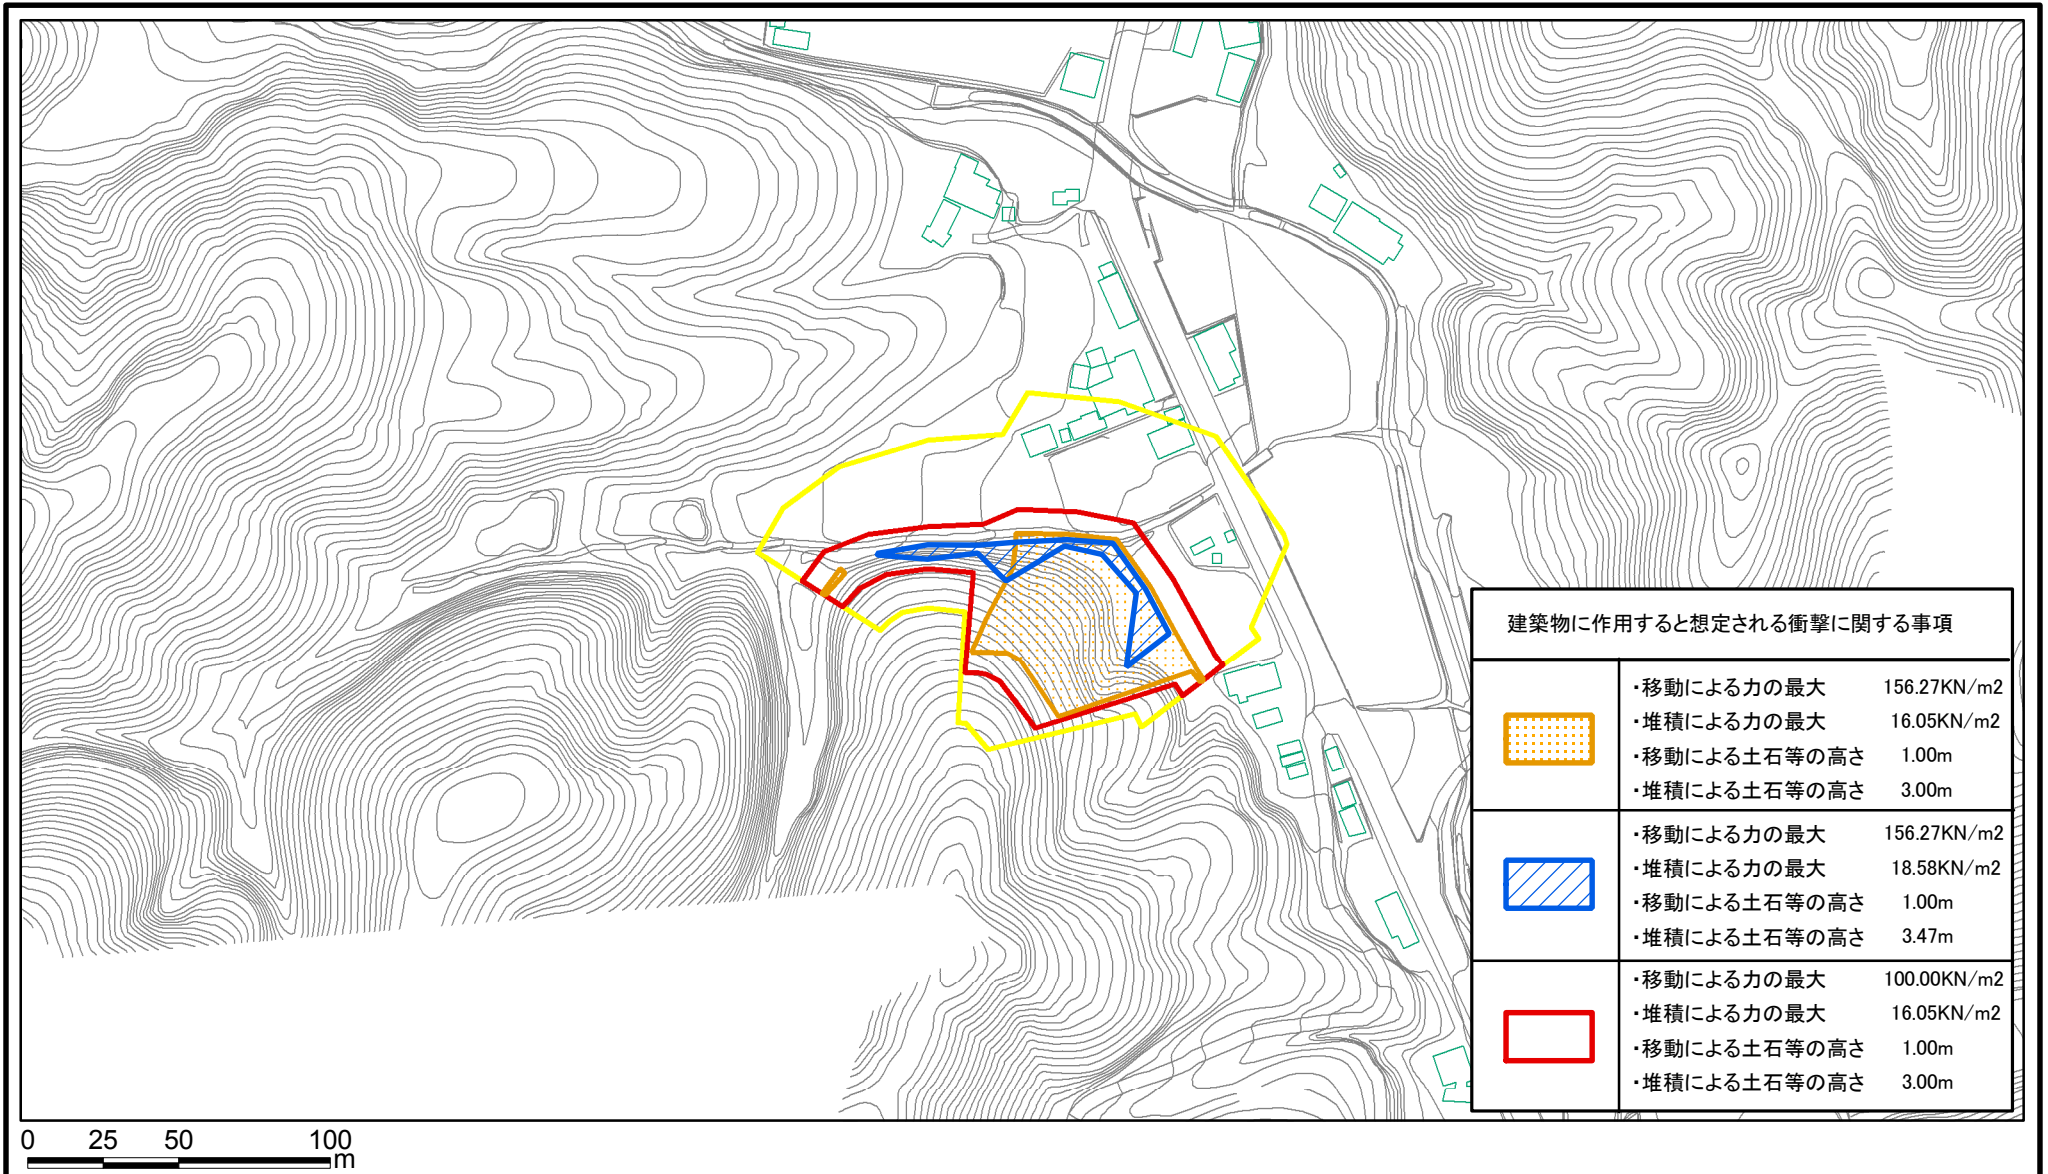 建築物に作用すると想定される衝撃に関する事項
・移動による力の最大 156.27KN/m2
・堆積による力の最大 16.05KN/m2
・移動による土石等の高さ 1.00m
・堆積による土石等の高さ 3.00m
・移動による力の最大 156.27KN/m2
・堆積による力の最大 18.58KN/m2
・移動による土石等の高さ 1.00m
・堆積による土石等の高さ 3.47m
・移動による力の最大 100.00KN/m2
・堆積による力の最大 16.05KN/m2
・移動による土石等の高さ 1.00m
・堆積による土石等の高さ 3.00m
0 25 50 100
m